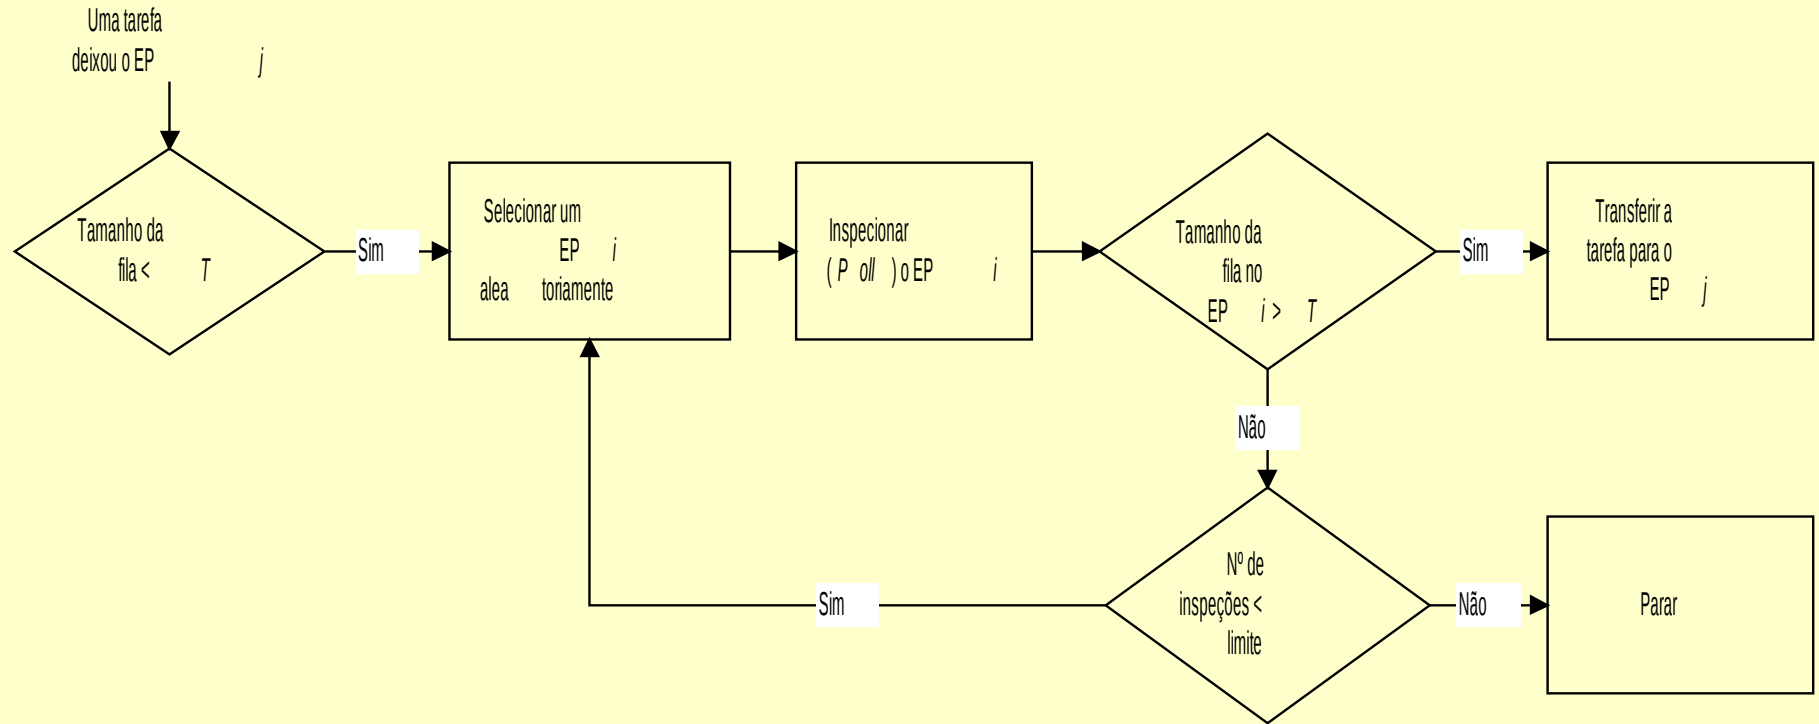 Uma tarefa
deixou o EP j
Tamanho da
fila < T
Sim
Selecionar um
EP i
aleatoriamente
Inspecionar
(Poll) o EP i
Tamanho da
fila no
EP i > T
Sim
Transferir a
tarefa para o
EP j
Não
Nº de
inspeções <
limite
Sim
Não
Parar